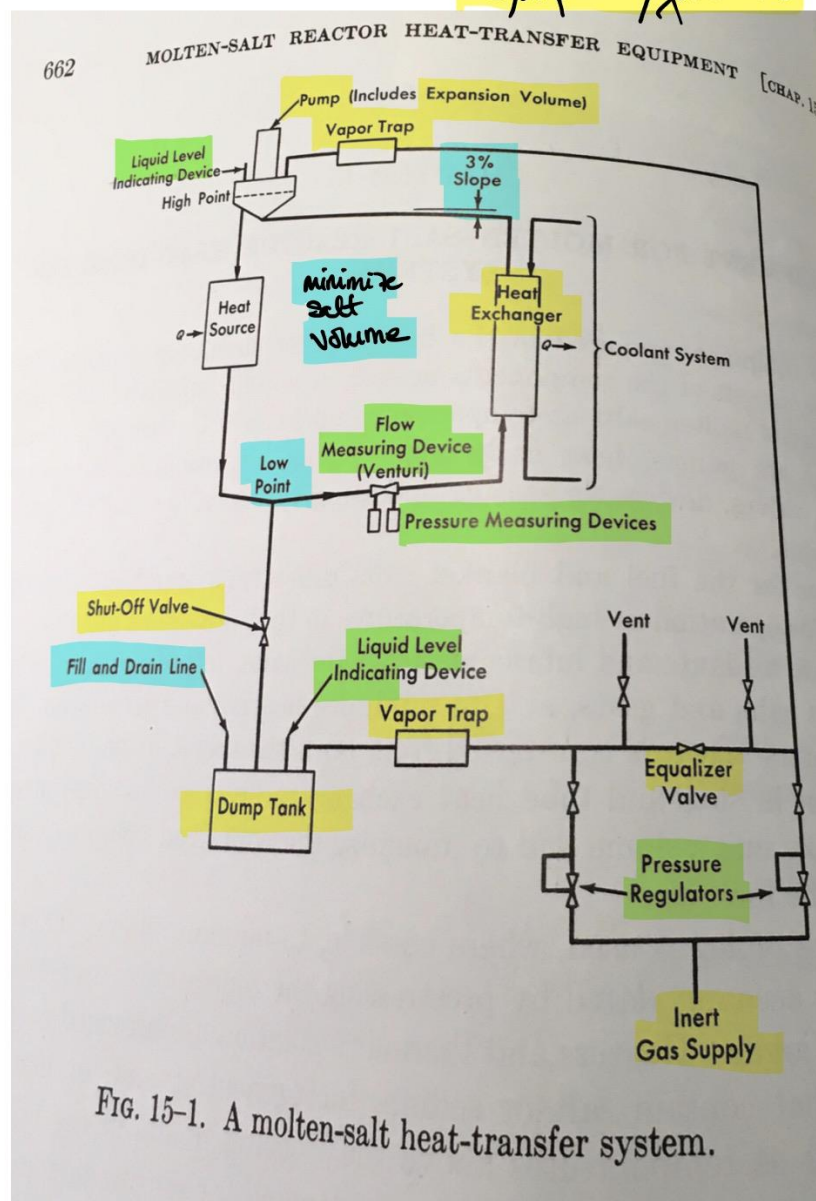 662
MOLTEN-SALT REACTOR HEAT-TRANSFER EQUIPMENT
[CHAP. 15
Pump (Includes Expansion Volume)
Vapor Trap
Liquid Level
Indicating Device
High Point
3%
Slope
minimize
salt
volume
Heat
Source
Q
Heat
Exchanger
Q
Coolant System
Flow
Measuring Device
(Venturi)
Low
Point
Pressure Measuring Devices
Shut-Off Valve
Fill and Drain Line
Liquid Level
Indicating Device
Vent
Vent
Vapor Trap
Equalizer
Valve
Dump Tank
Pressure
Regulators
Inert
Gas Supply
FIG. 15-1. A molten-salt heat-transfer system.